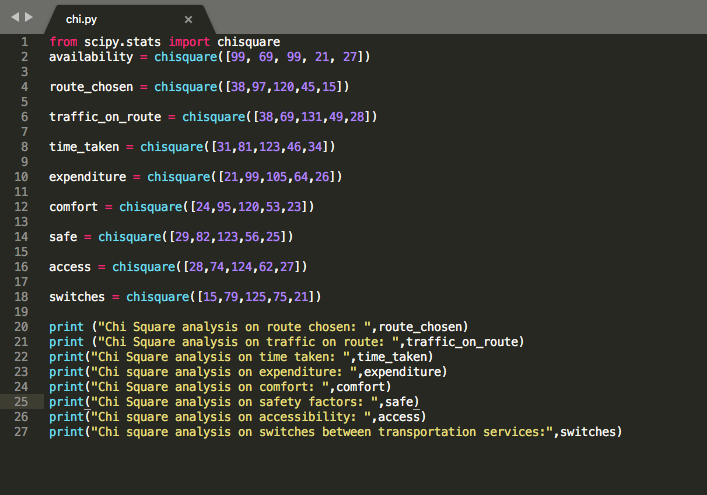 chi.py
1 from scipy.stats import chisquare
2 availability = chisquare([99, 69, 99, 21, 27])
3
4 route_chosen = chisquare([38,97,120,45,15])
5
6 traffic_on_route = chisquare([38,69,131,49,28])
7
8 time_taken = chisquare([31,81,123,46,34])
9
10 expenditure = chisquare([21,99,105,64,26])
11
12 comfort = chisquare([24,95,120,53,23])
13
14 safe = chisquare([29,82,123,56,25])
15
16 access = chisquare([28,74,124,62,27])
17
18 switches = chisquare([15,79,125,75,21])
19
20 print ("Chi Square analysis on route chosen: ",route_chosen)
21 print ("Chi Square analysis on traffic on route: ",traffic_on_route)
22 print("Chi Square analysis on time taken: ",time_taken)
23 print("Chi square analysis on expenditure: ",expenditure)
24 print("Chi square analysis on comfort: ",comfort)
25 print("Chi Square analysis on safety factors: ",safe)
26 print("Chi square analysis on accessibility: ",access)
27 print("Chi square analysis on switches between transportation services:",switches)